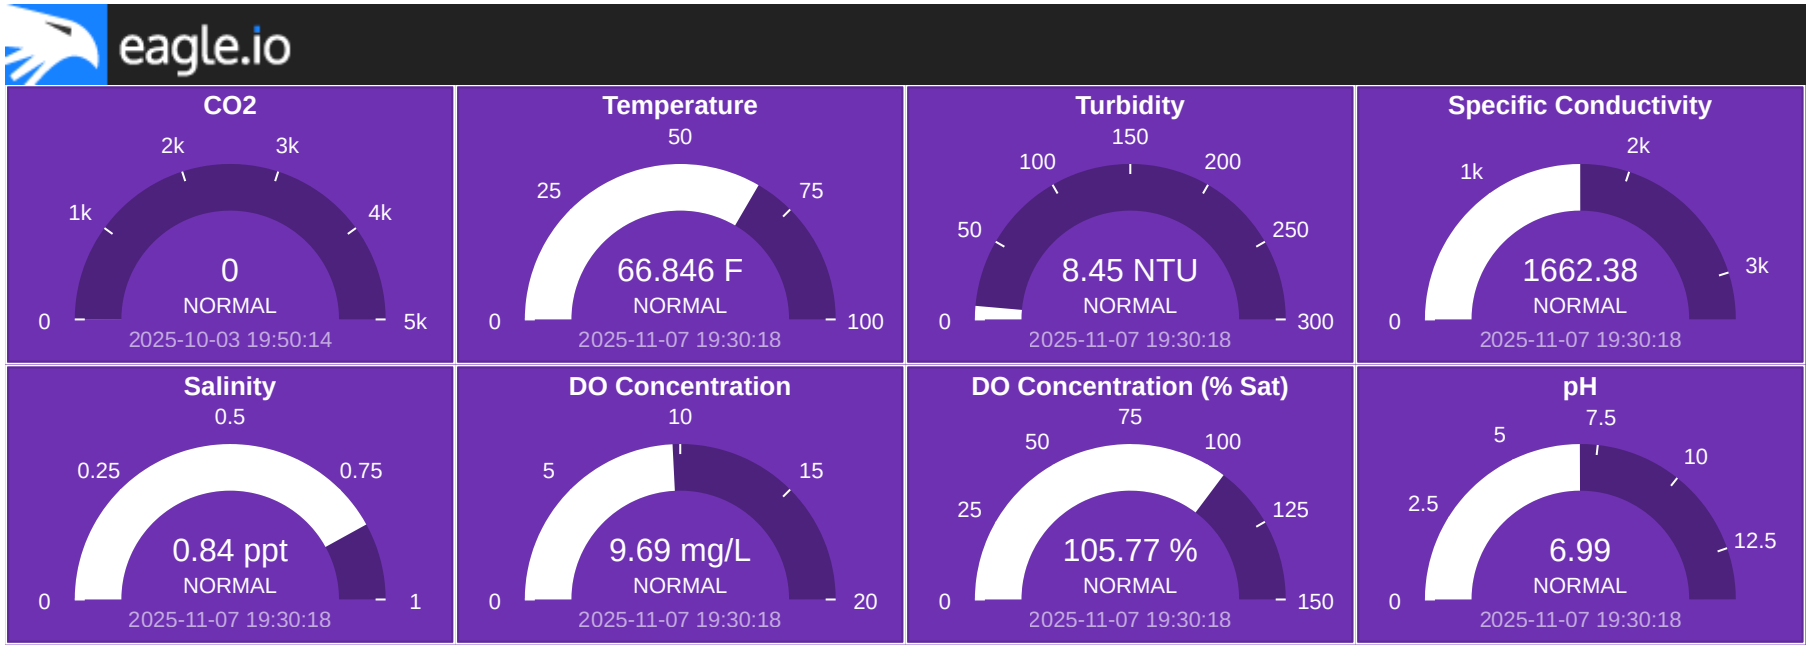 eagle.io
CO2
0
1k
2k
3k
4k
5k
0
NORMAL
2025-10-03 19:50:14
Temperature
0
25
50
75
100
66.846 F
NORMAL
2025-11-07 19:30:18
Turbidity
0
50
100
150
200
250
300
8.45 NTU
NORMAL
2025-11-07 19:30:18
Specific Conductivity
0
1k
2k
3k
1662.38
NORMAL
2025-11-07 19:30:18
Salinity
0
0.25
0.5
0.75
1
0.84 ppt
NORMAL
2025-11-07 19:30:18
DO Concentration
0
5
10
15
20
9.69 mg/L
NORMAL
2025-11-07 19:30:18
DO Concentration (% Sat)
0
25
50
75
100
125
150
105.77 %
NORMAL
2025-11-07 19:30:18
pH
0
2.5
5
7.5
10
12.5
6.99
NORMAL
2025-11-07 19:30:18